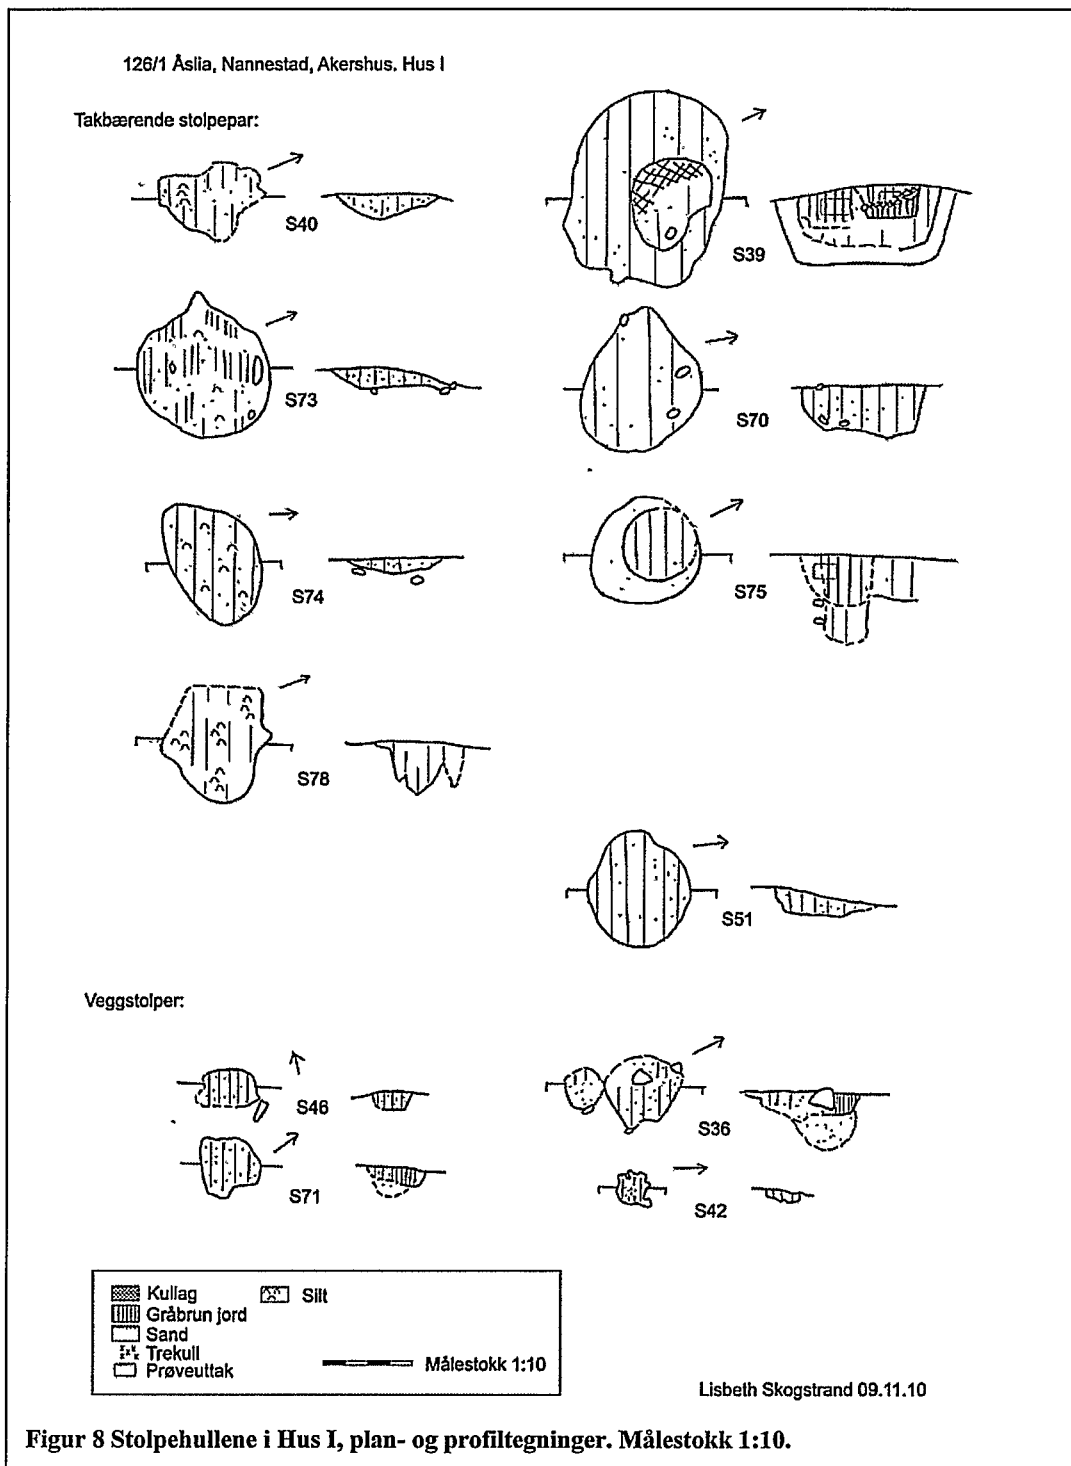 126/1 Åslia, Nannestad, Akershus. Hus I
Takbærende stolpepar:
S40
S39
S73
S70
S74
S75
S78
S51
Veggstolper:
S46
S36
S71
S42
Kullag
Silt
Gråbrun jord
Sand
Trekull
Prøveuttak
Målestokk 1:10
Lisbeth Skogstrand 09.11.10
Figur 8 Stolpehullene i Hus I, plan- og profiltegninger. Målestokk 1:10.